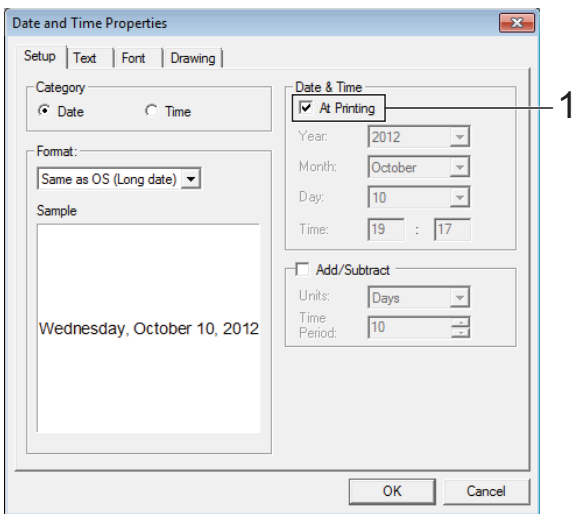 Date and Time Properties
Setup Text Font Drawing
Category
Date Time
Format:
Same as OS (Long date)
Sample
Wednesday, October 10, 2012
Date & Time
At Printing
1
Year: 2012
Month: October
Day: 10
Time: 19 : 17
Add/Subtract
Units: Days
Time
Period: 10
OK Cancel